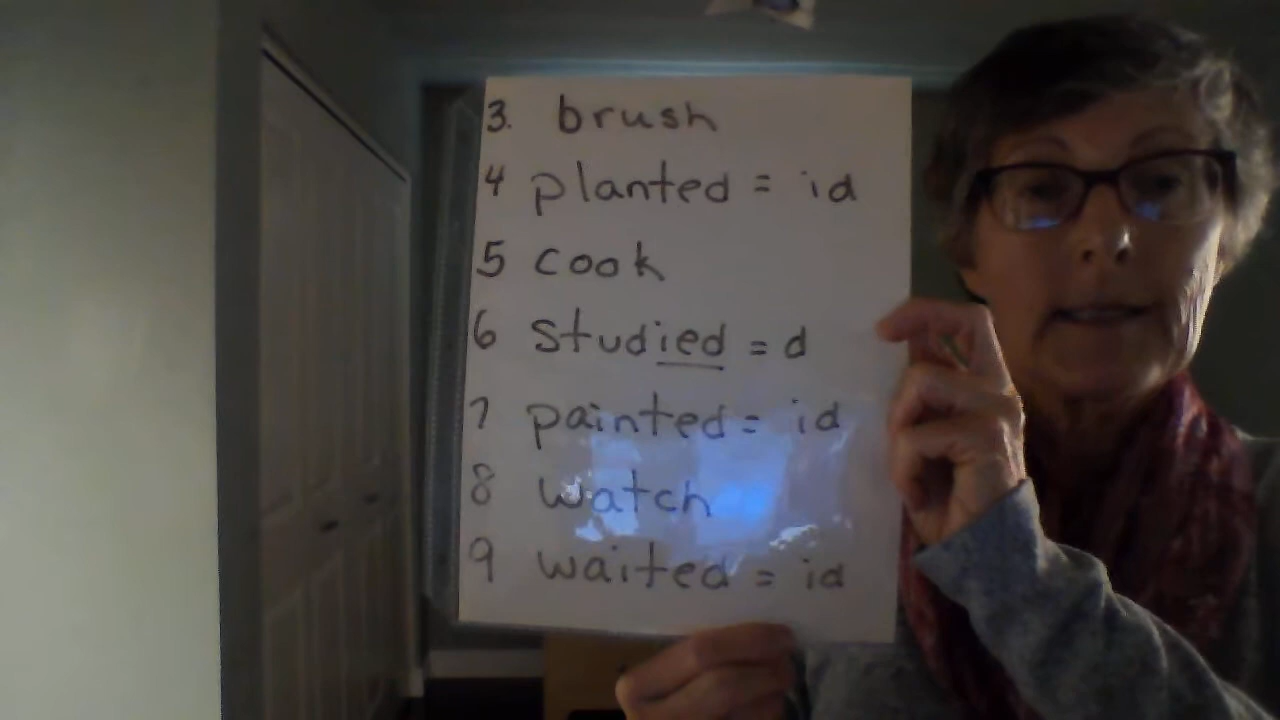 3. brush
4 planted = id
5 cook
6 studied = d
7 painted = id
8 watch
9 waited = id